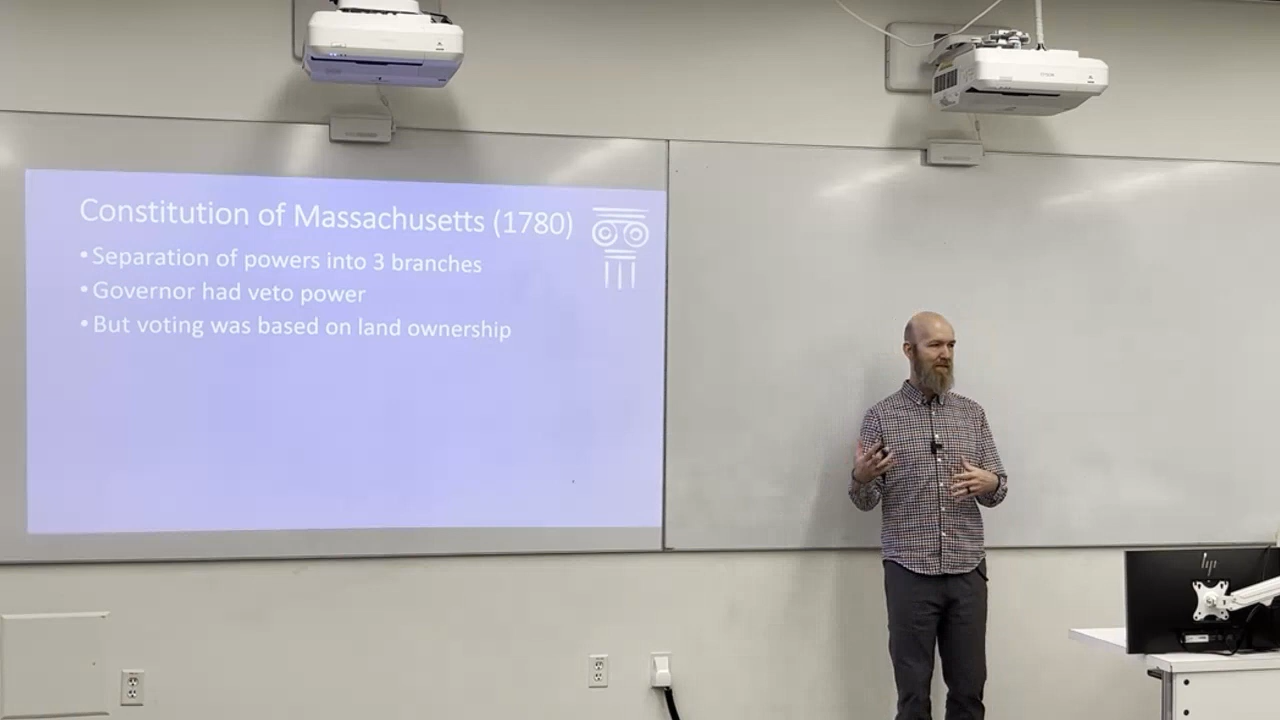 Constitution of Massachusetts (1780)
• Separation of powers into 3 branches
• Governor had veto power
• But voting was based on land ownership
hp